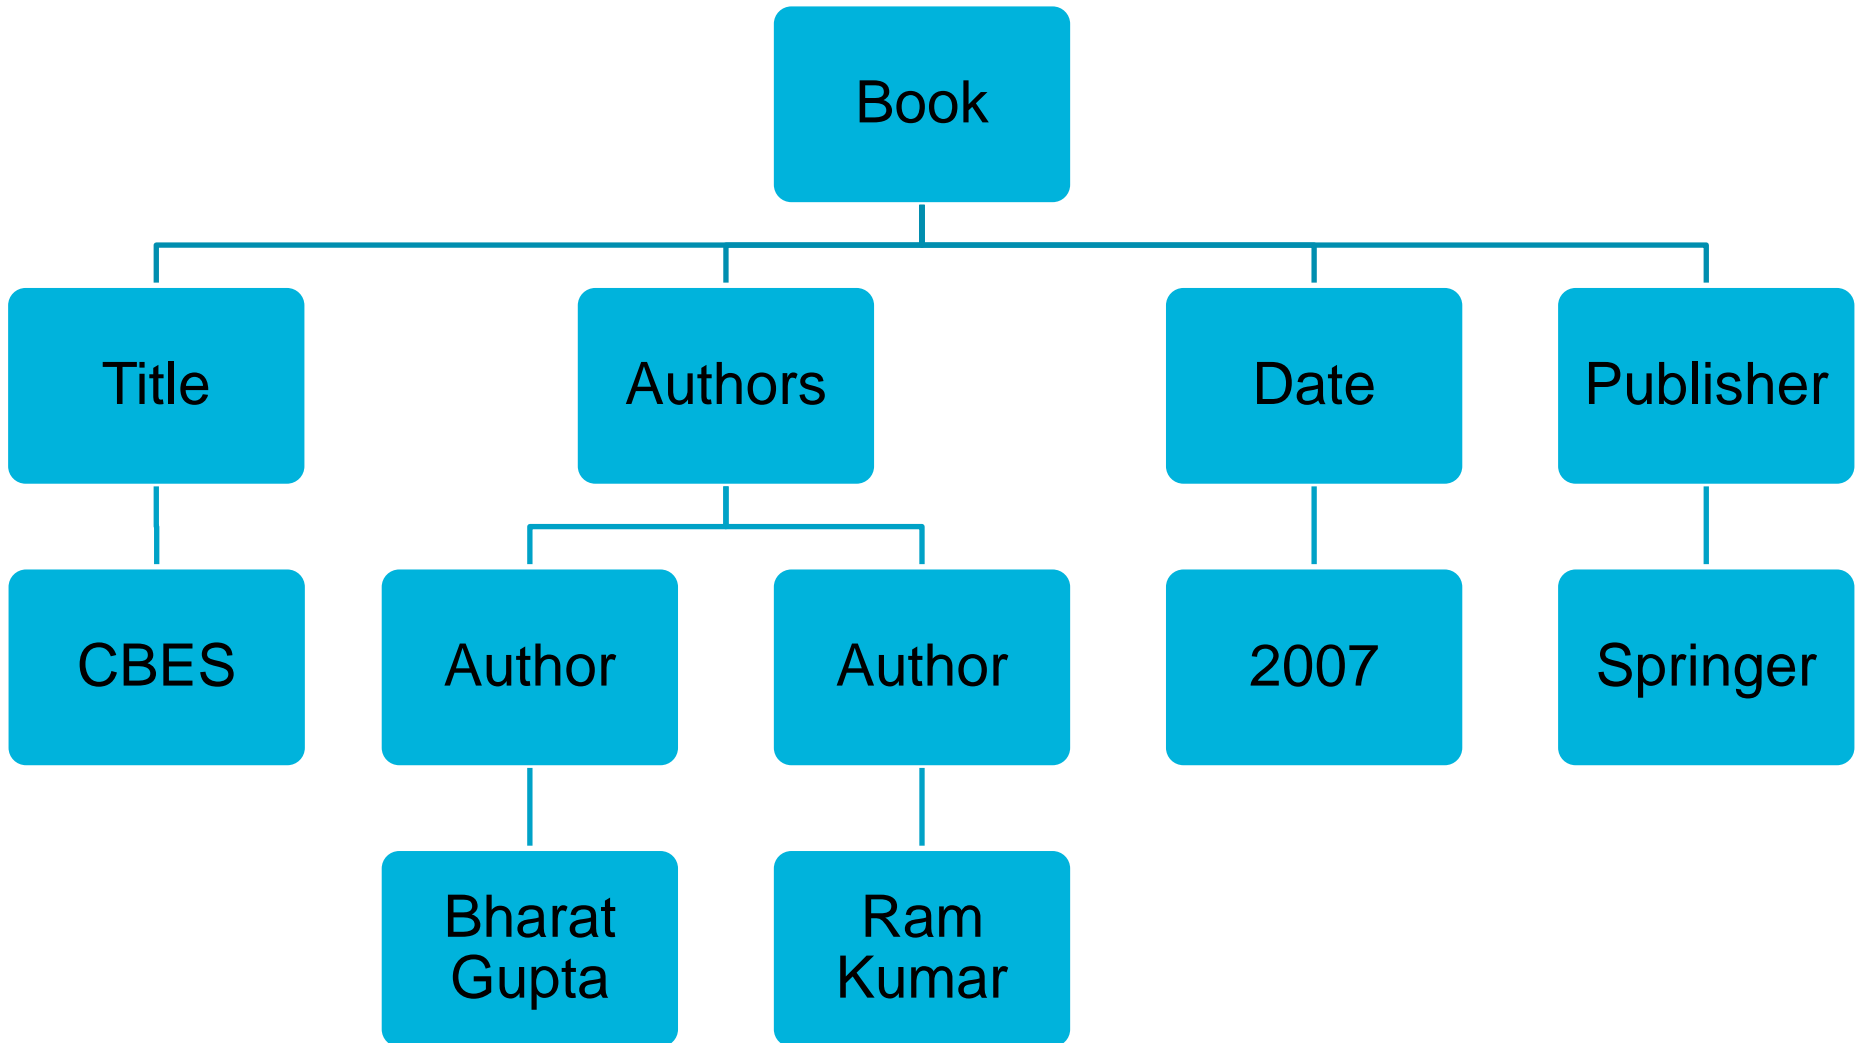 Book
Title
Authors
Date
Publisher
CBES
Author
Author
2007
Springer
Bharat
Gupta
Ram
Kumar